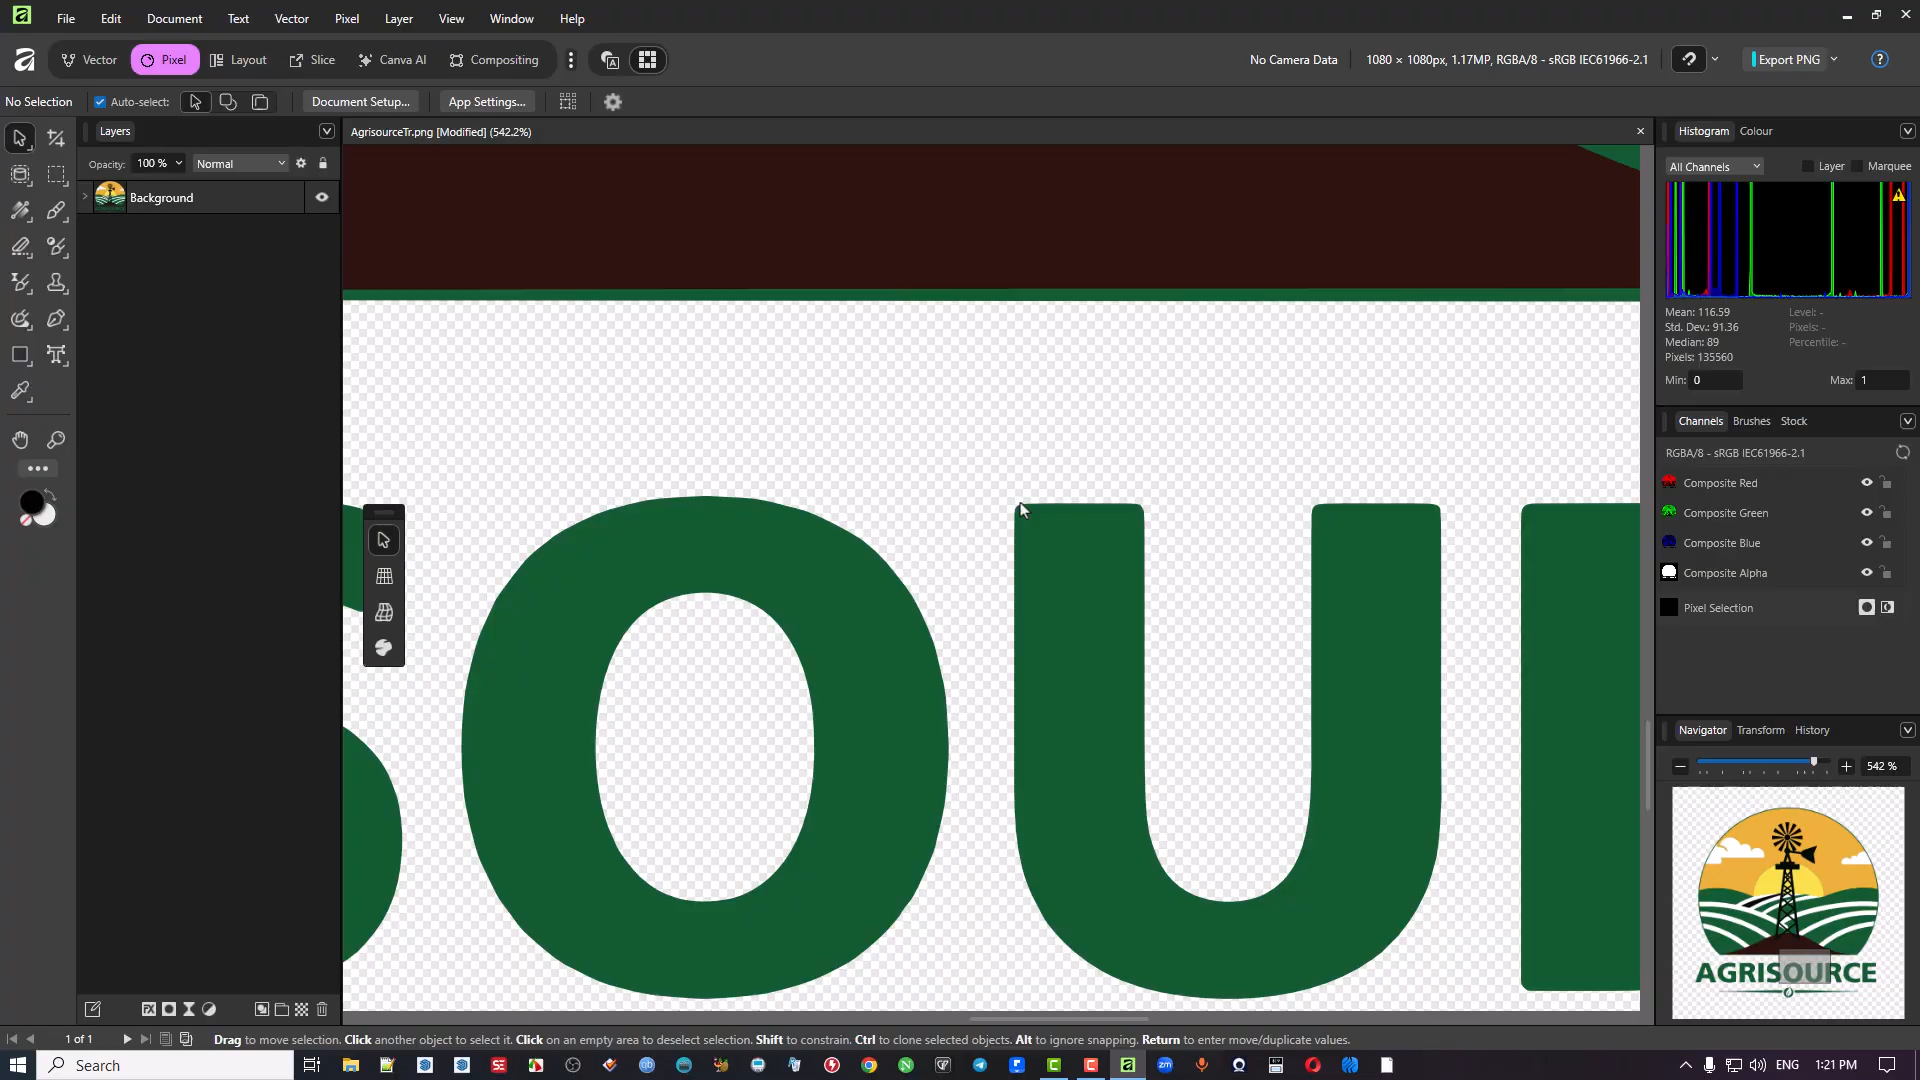 File Edit Document Text Vector Pixel Layer View Window Help
Vector Pixel Layout Slice Canva AI Compositing No Camera Data 1080 × 1080px, 1.17MP, RGBA/8 - sRGB IEC61966-2.1 Export PNG
No Selection Auto-select: Document Setup... App Settings...
Layers
AgrisourceTr.png [Modified] (542.2%)
Opacity: 100 % Normal
Background
Histogram Colour
All Channels Layer Marquee
Mean: 116.59 Level: -
Std. Dev.: 91.36 Pixels: -
Median: 89 Percentile: -
Pixels: 135560
Min: 0 Max: 1
Channels Brushes Stock
RGBA/8 - sRGB IEC61966-2.1
Composite Red
Composite Green
Composite Blue
Composite Alpha
Pixel Selection
OU
Navigator Transform History
542 %
AGRISOURCE
1 of 1 Drag to move selection. Click another object to select it. Click on an empty area to deselect selection. Shift to constrain. Ctrl to clone selected objects. Alt to ignore snapping. Return to enter move/duplicate values.
Search ENG 1:21 PM